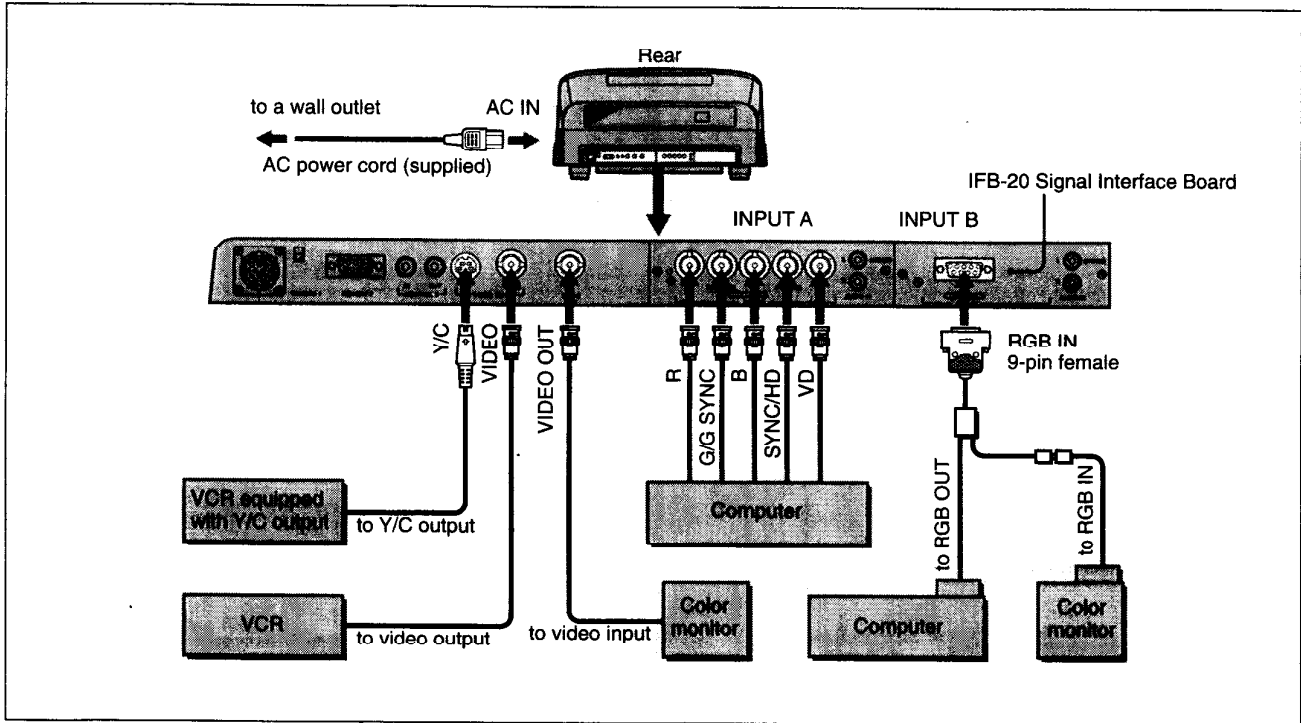 Rear
to a wall outlet
AC IN
AC power cord (supplied)
IFB-20 Signal Interface Board
INPUT A
INPUT B
Y/C
VIDEO
VIDEO OUT
R
G/G SYNC
B
SYNC/HD
VD
RGB IN
9-pin female
VCR equipped
with Y/C output
to Y/C output
Computer
to RGB OUT
to RGB IN
VCR
to video output
to video input
Color
monitor
Computer
Color
monitor